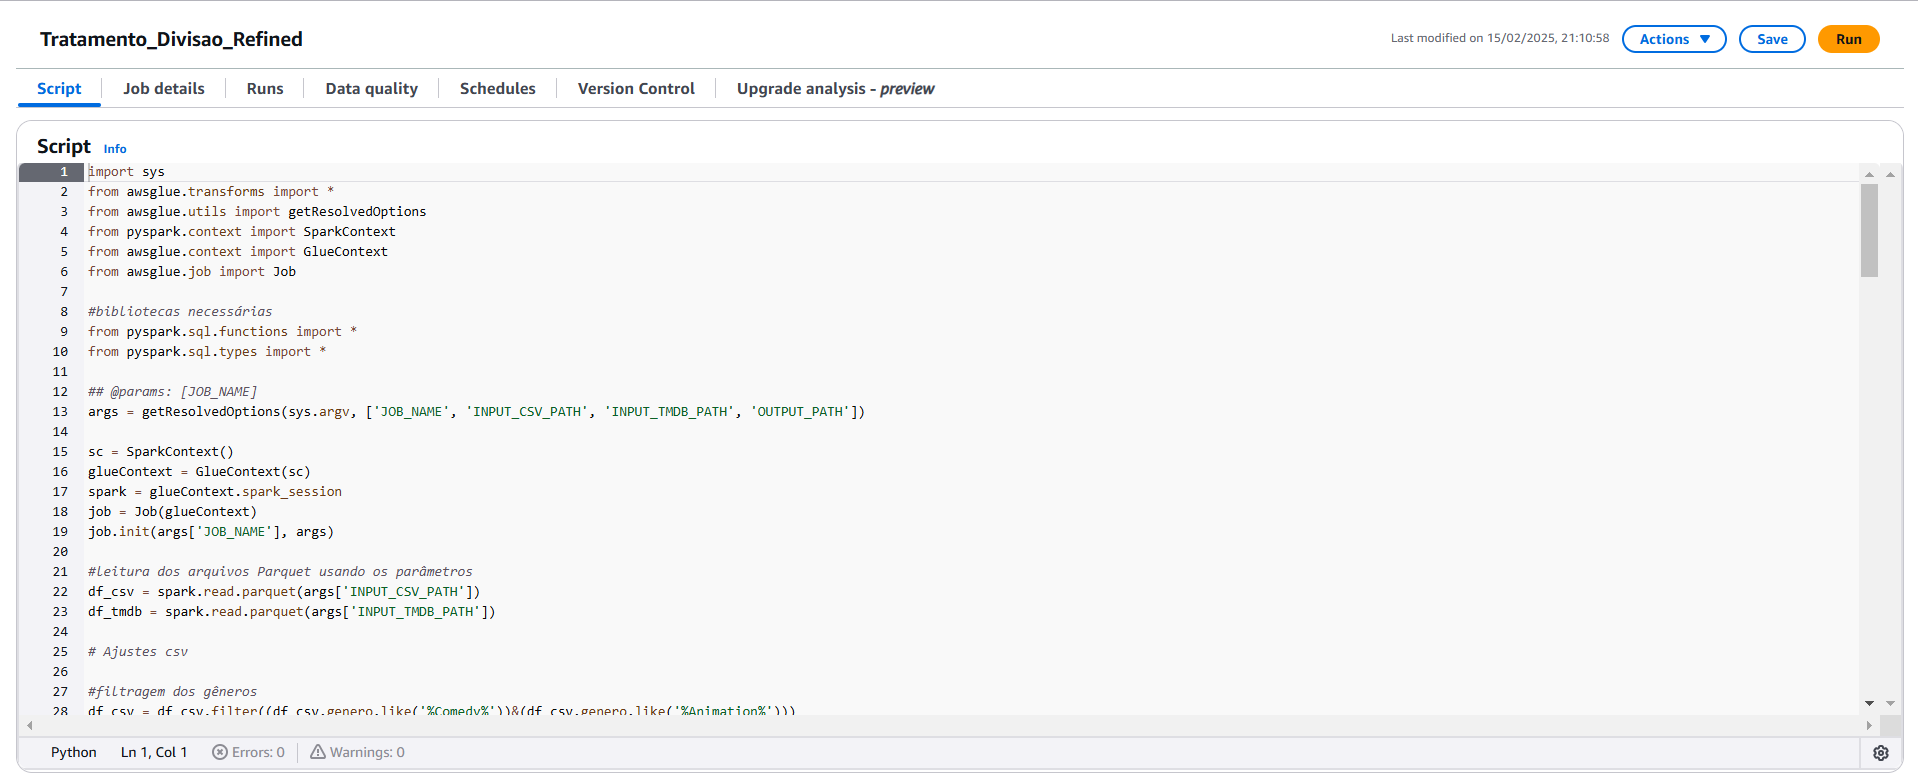 Tratamento_Divisao_Refined
Last modified on 15/02/2025, 21:10:58
Actions
Save
Run
Script
Job details
Runs
Data quality
Schedules
Version Control
Upgrade analysis - preview
Script Info
1 import sys
2 from awsglue.transforms import *
3 from awsglue.utils import getResolvedOptions
4 from pyspark.context import SparkContext
5 from awsglue.context import GlueContext
6 from awsglue.job import Job
7
8 #bibliotecas necessárias
9 from pyspark.sql.functions import *
10 from pyspark.sql.types import *
11
12 ## @params: [JOB_NAME]
13 args = getResolvedOptions(sys.argv, ['JOB_NAME', 'INPUT_CSV_PATH', 'INPUT_TMDB_PATH', 'OUTPUT_PATH'])
14
15 sc = SparkContext()
16 glueContext = GlueContext(sc)
17 spark = glueContext.spark_session
18 job = Job(glueContext)
19 job.init(args['JOB_NAME'], args)
20
21 #leitura dos arquivos Parquet usando os parâmetros
22 df_csv = spark.read.parquet(args['INPUT_CSV_PATH'])
23 df_tmdb = spark.read.parquet(args['INPUT_TMDB_PATH'])
24
25 # Ajustes csv
26
27 #filtragem dos gêneros
28 df_csv = df_csv.filter((df_csv.genero.like('%Comedy%'))&(df_csv.genero.like('%Animation%')))
Python Ln 1, Col 1 Errors: 0 Warnings: 0